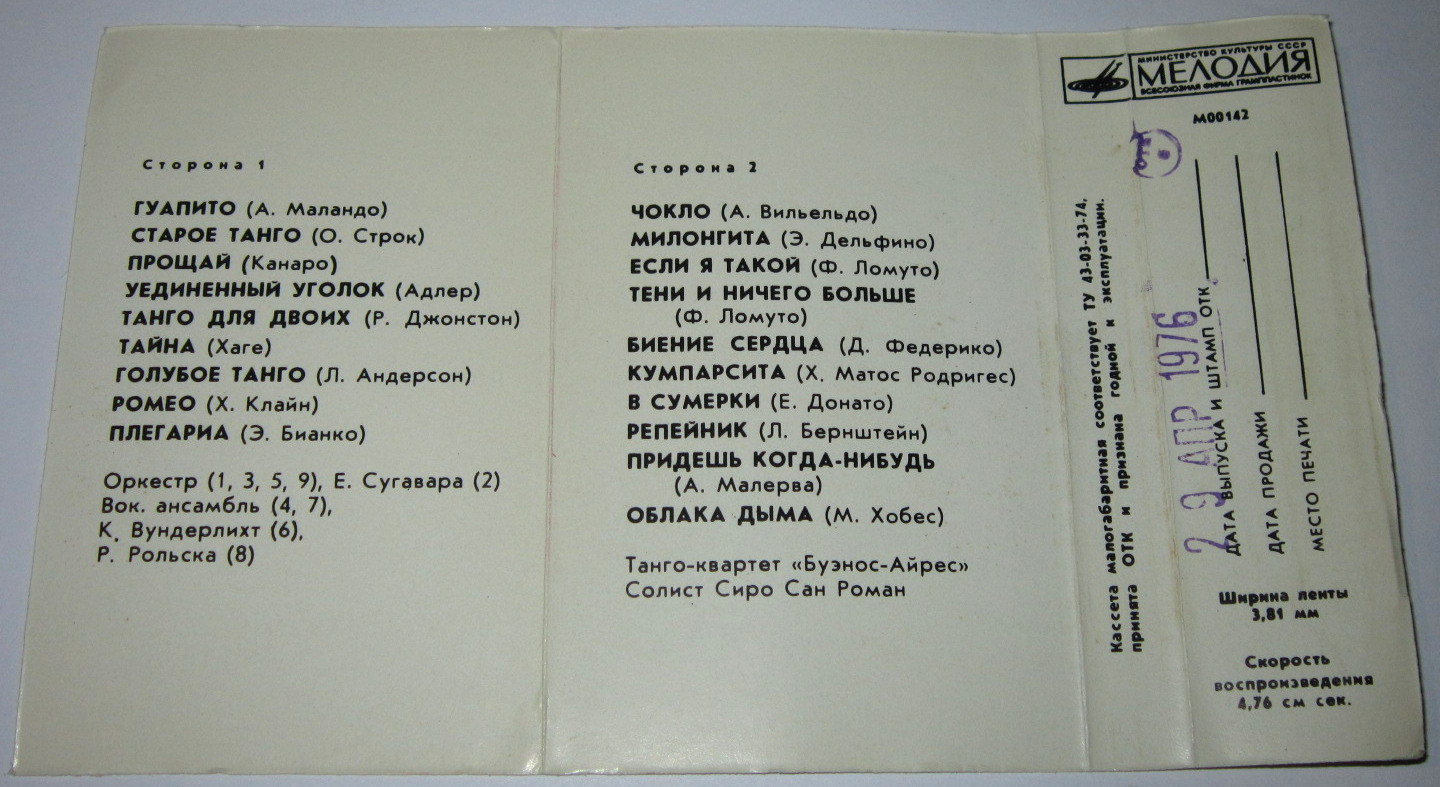 Сторона 1
ГУАПИТО (А. Маландо)
СТАРОЕ ТАНГО (О. Строк)
ПРОЩАЙ (Канаро)
УЕДИНЕННЫЙ УГОЛОК (Адлер)
ТАНГО ДЛЯ ДВОИХ (Р. Джонстон)
ТАЙНА (Хаге)
ГОЛУБОЕ ТАНГО (Л. Андерсон)
РОМЕО (Х. Клайн)
ПЛЕГАРИА (Э. Бианко)
Оркестр (1, 3, 5, 9), Е. Сугавара (2)
Вок. ансамбль (4, 7),
К. Вундерлихт (6),
Р. Рольска (8)
Сторона 2
ЧОКЛО (А. Вильельдо)
МИЛОНГИТА (Э. Дельфино)
ЕСЛИ Я ТАКОЙ (Ф. Ломуто)
ТЕНИ И НИЧЕГО БОЛЬШЕ
(Ф. Ломуто)
БИЕНИЕ СЕРДЦА (Д. Федерико)
КУМПАРСИТА (Х. Матос Родригес)
В СУМЕРКИ (Е. Донато)
РЕПЕЙНИК (Л. Бернштейн)
ПРИДЕШЬ КОГДА-НИБУДЬ
(А. Малерва)
ОБЛАКА ДЫМА (М. Хобес)
Танго-квартет «Буэнос-Айрес»
Солист Сиро Сан Роман
Кассета малогабаритная соответствует ТУ 43-03-33-74,
принята ОТК и признана годной к эксплуатации.
МИНИСТЕРСТВО КУЛЬТУРЫ СССР
МЕЛОДИЯ
ВСЕСОЮЗНАЯ ФИРМА ГРАМПЛАСТИНОК
М00142
ОТК
8
29 АПР 1976
ДАТА ВЫПУСКА И ШТАМП ОТК
ДАТА ПРОДАЖИ
МЕСТО ПЕЧАТИ
Ширина ленты
3,81 мм
Скорость
воспроизведения
4,76 см сек.